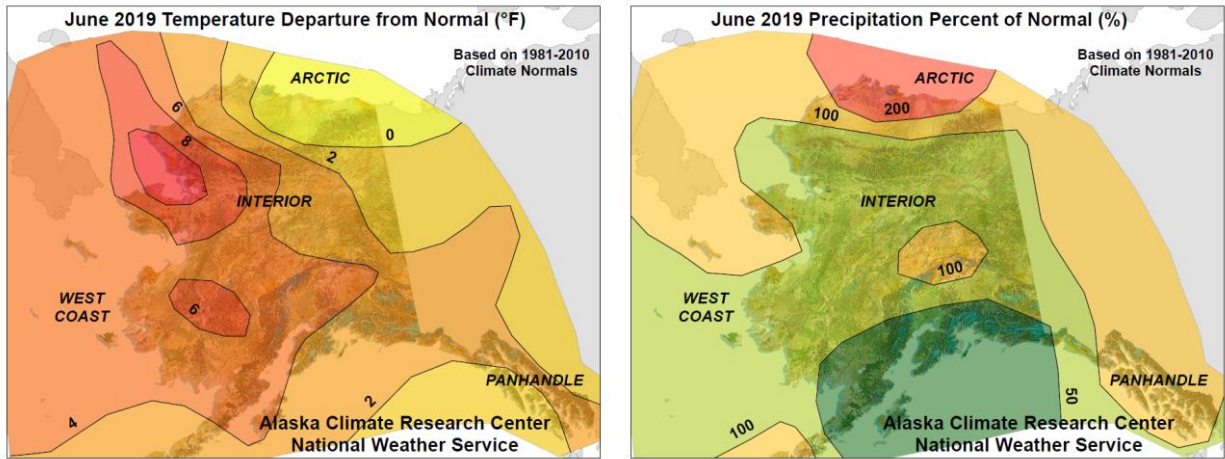 June 2019 Temperature Departure from Normal (°F)
Based on 1981-2010
Climate Normals
ARCTIC
6
8
0
2
INTERIOR
WEST
COAST
6
PANHANDLE
2
4
Alaska Climate Research Center
National Weather Service
June 2019 Precipitation Percent of Normal (%)
Based on 1981-2010
Climate Normals
ARCTIC
100
200
INTERIOR
100
WEST
COAST
PANHANDLE
50
100
Alaska Climate Research Center
National Weather Service